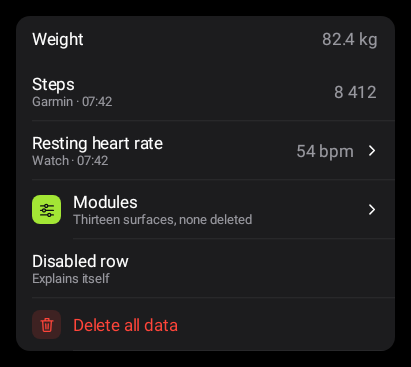 Weight
82.4 kg
Steps
8 412
Garmin · 07:42
Resting heart rate
54 bpm
Watch · 07:42
Modules
Thirteen surfaces, none deleted
Disabled row
Explains itself
Delete all data